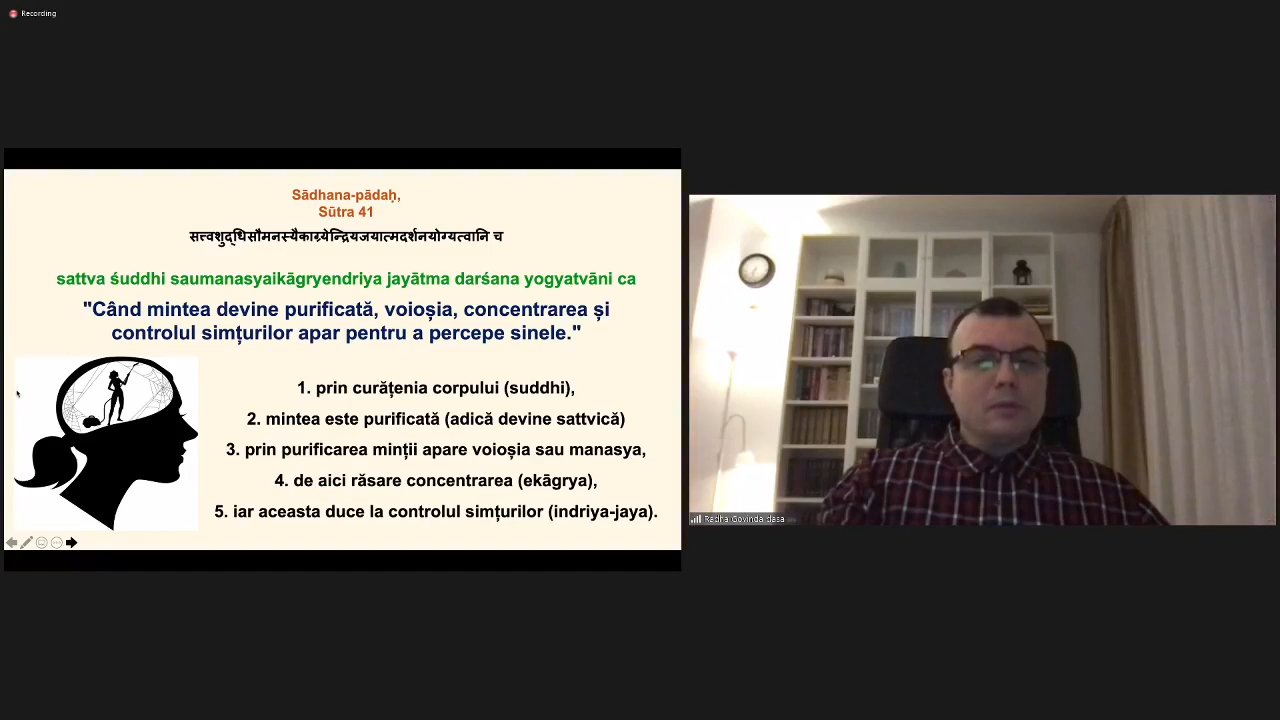 Recording
Sādhana-pādaḥ,
Sūtra 41
सत्त्वशुद्धिसौमनस्यैकाग्र्येन्द्रियजयात्मदर्शनयोग्यत्वानि च
sattva śuddhi saumanasyaikāgryendriya jayātma darśana yogyatvāni ca
"Când mintea devine purificată, voioșia, concentrarea și
controlul simțurilor apar pentru a percepe sinele."
1. prin curățenia corpului (suddhi),
2. mintea este purificată (adică devine sattvică)
3. prin purificarea minții apare voioșia sau manasya,
4. de aici răsare concentrarea (ekāgrya),
5. iar aceasta duce la controlul simțurilor (indriya-jaya).
Radha Govinda dasa